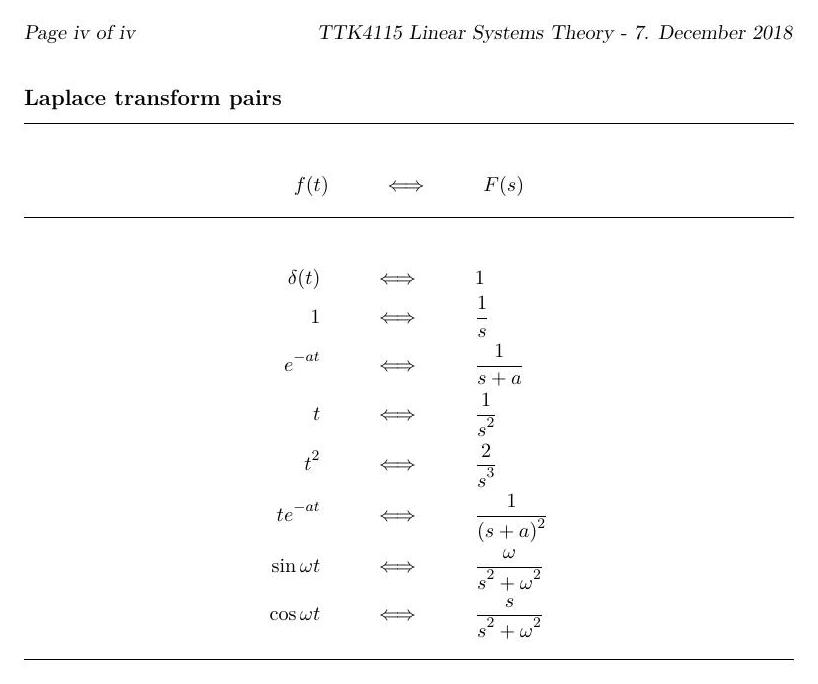 Page iv of iv TTK4115 Linear Systems Theory - 7. December 2018
Laplace transform pairs
f(t) ⟺ F(s)
δ(t) ⟺ 1
1 ⟺ 1/s
e^{-at} ⟺ 1/(s + a)
t ⟺ 1/s^2
t^2 ⟺ 2/s^3
te^{-at} ⟺ 1/(s + a)^2
sin ωt ⟺ ω/(s^2 + ω^2)
cos ωt ⟺ s/(s^2 + ω^2)